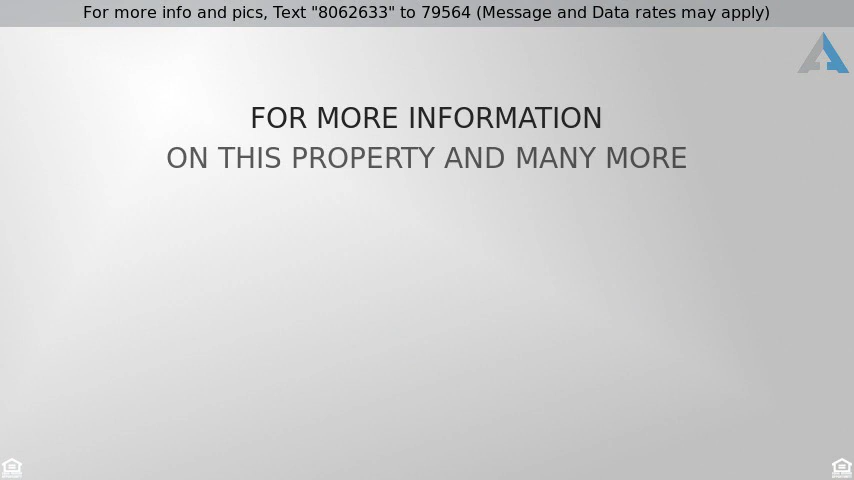 For more info and pics, Text "8062633" to 79564 (Message and Data rates may apply)
FOR MORE INFORMATION
ON THIS PROPERTY AND MANY MORE